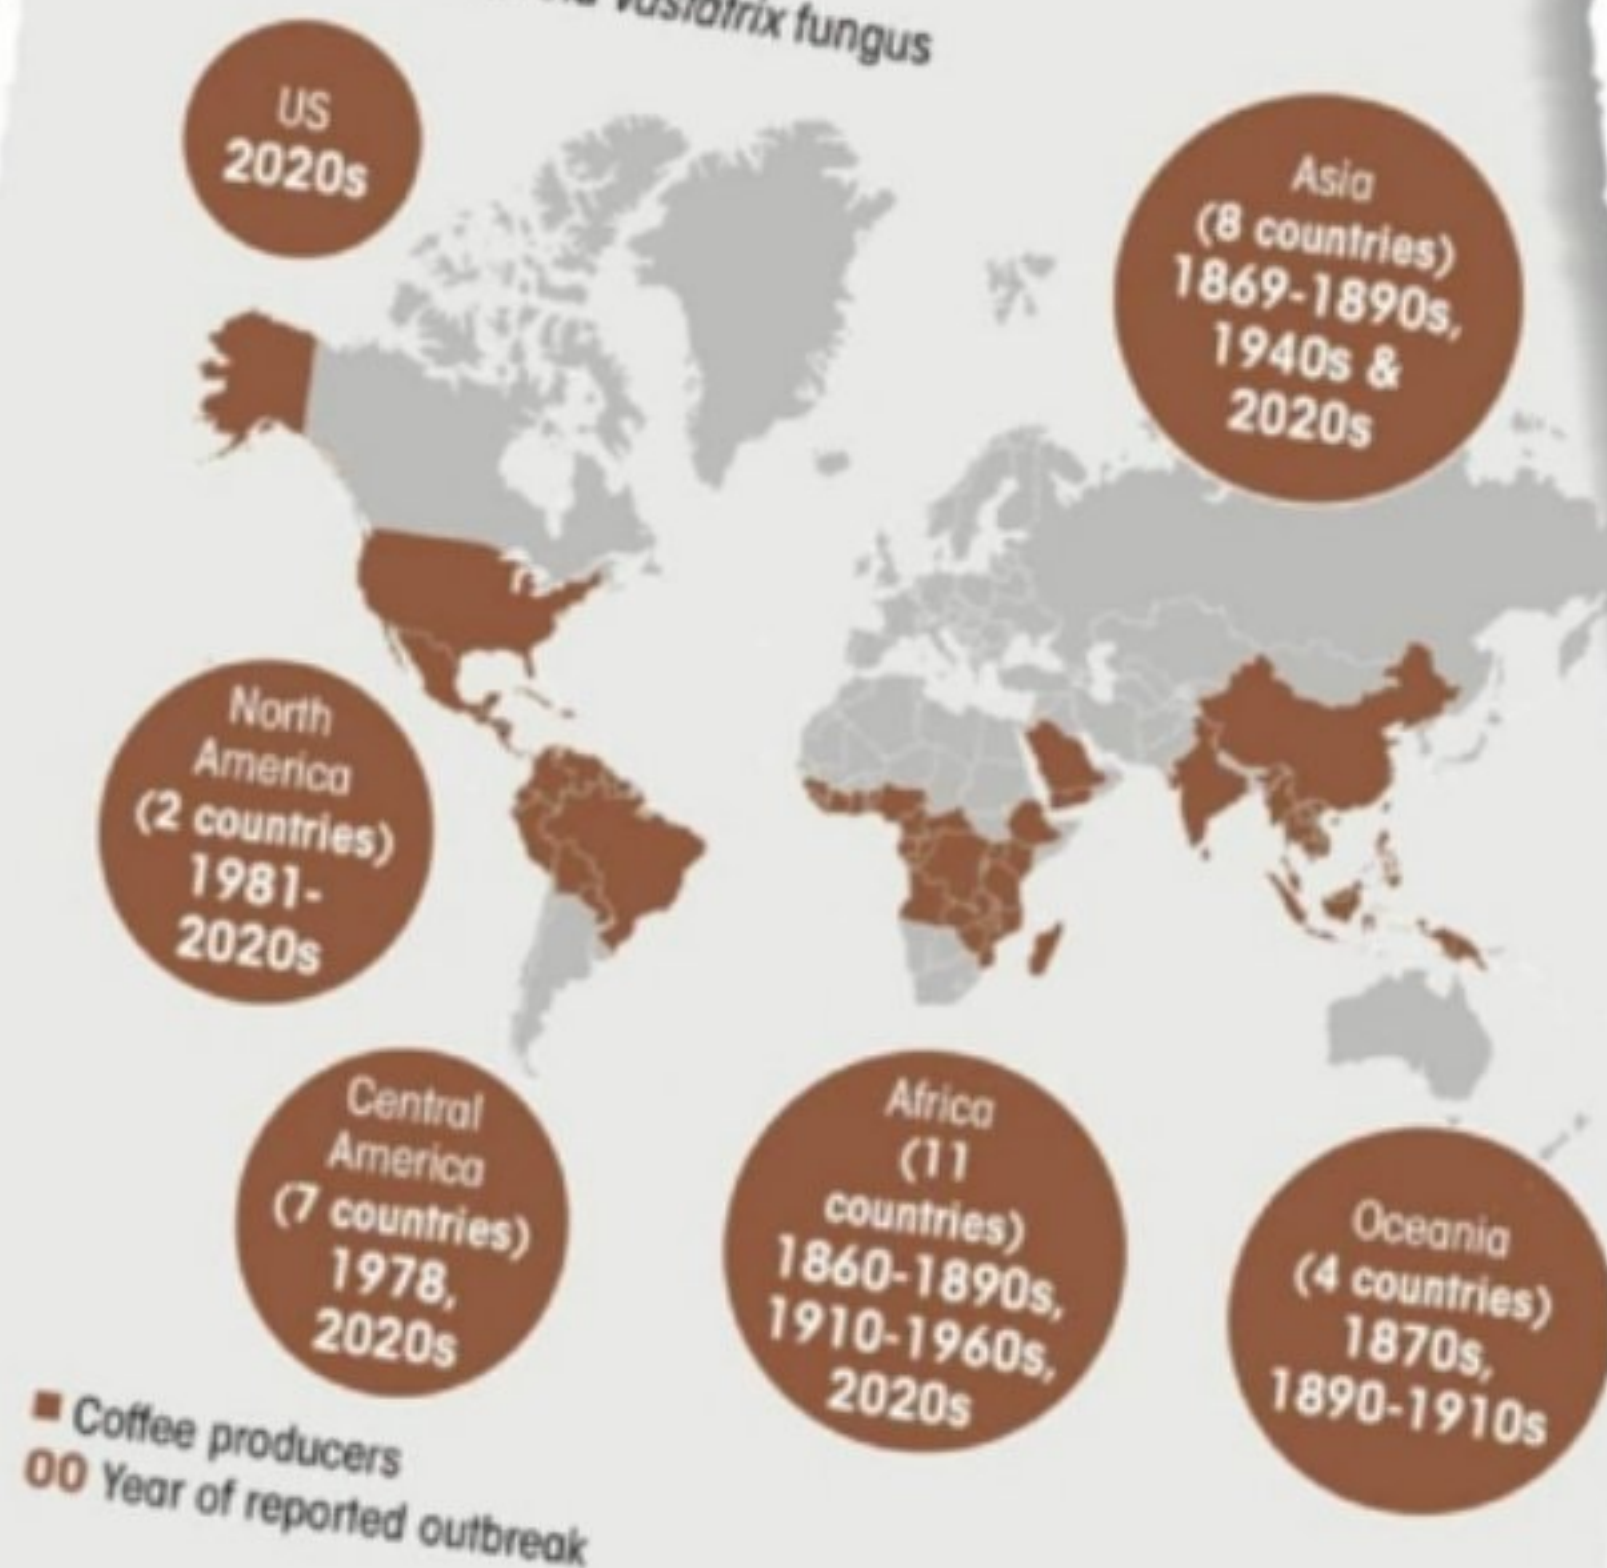 vastatrix fungus
US
2020s
Asia
(8 countries)
1869-1890s,
1940s &
2020s
North
America
(2 countries)
1981-
2020s
Central
America
(7 countries)
1978,
2020s
Africa
(11
countries)
1860-1890s,
1910-1960s,
2020s
Oceania
(4 countries)
1870s,
1890-1910s
Coffee producers
00 Year of reported outbreak